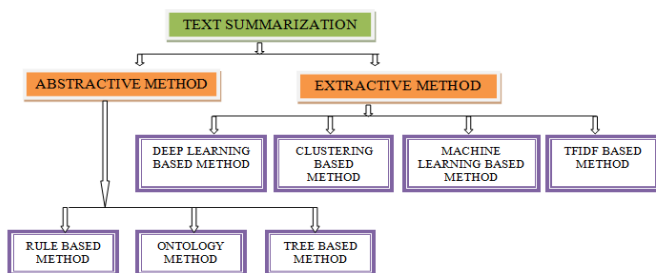 TEXT SUMMARIZATION
ABSTRACTIVE METHOD
EXTRACTIVE METHOD
DEEP LEARNING
BASED METHOD
CLUSTERING
BASED
METHOD
MACHINE
LEARNING BASED
METHOD
TFIDF BASED
METHOD
RULE BASED
METHOD
ONTOLOGY
METHOD
TREE BASED
METHOD